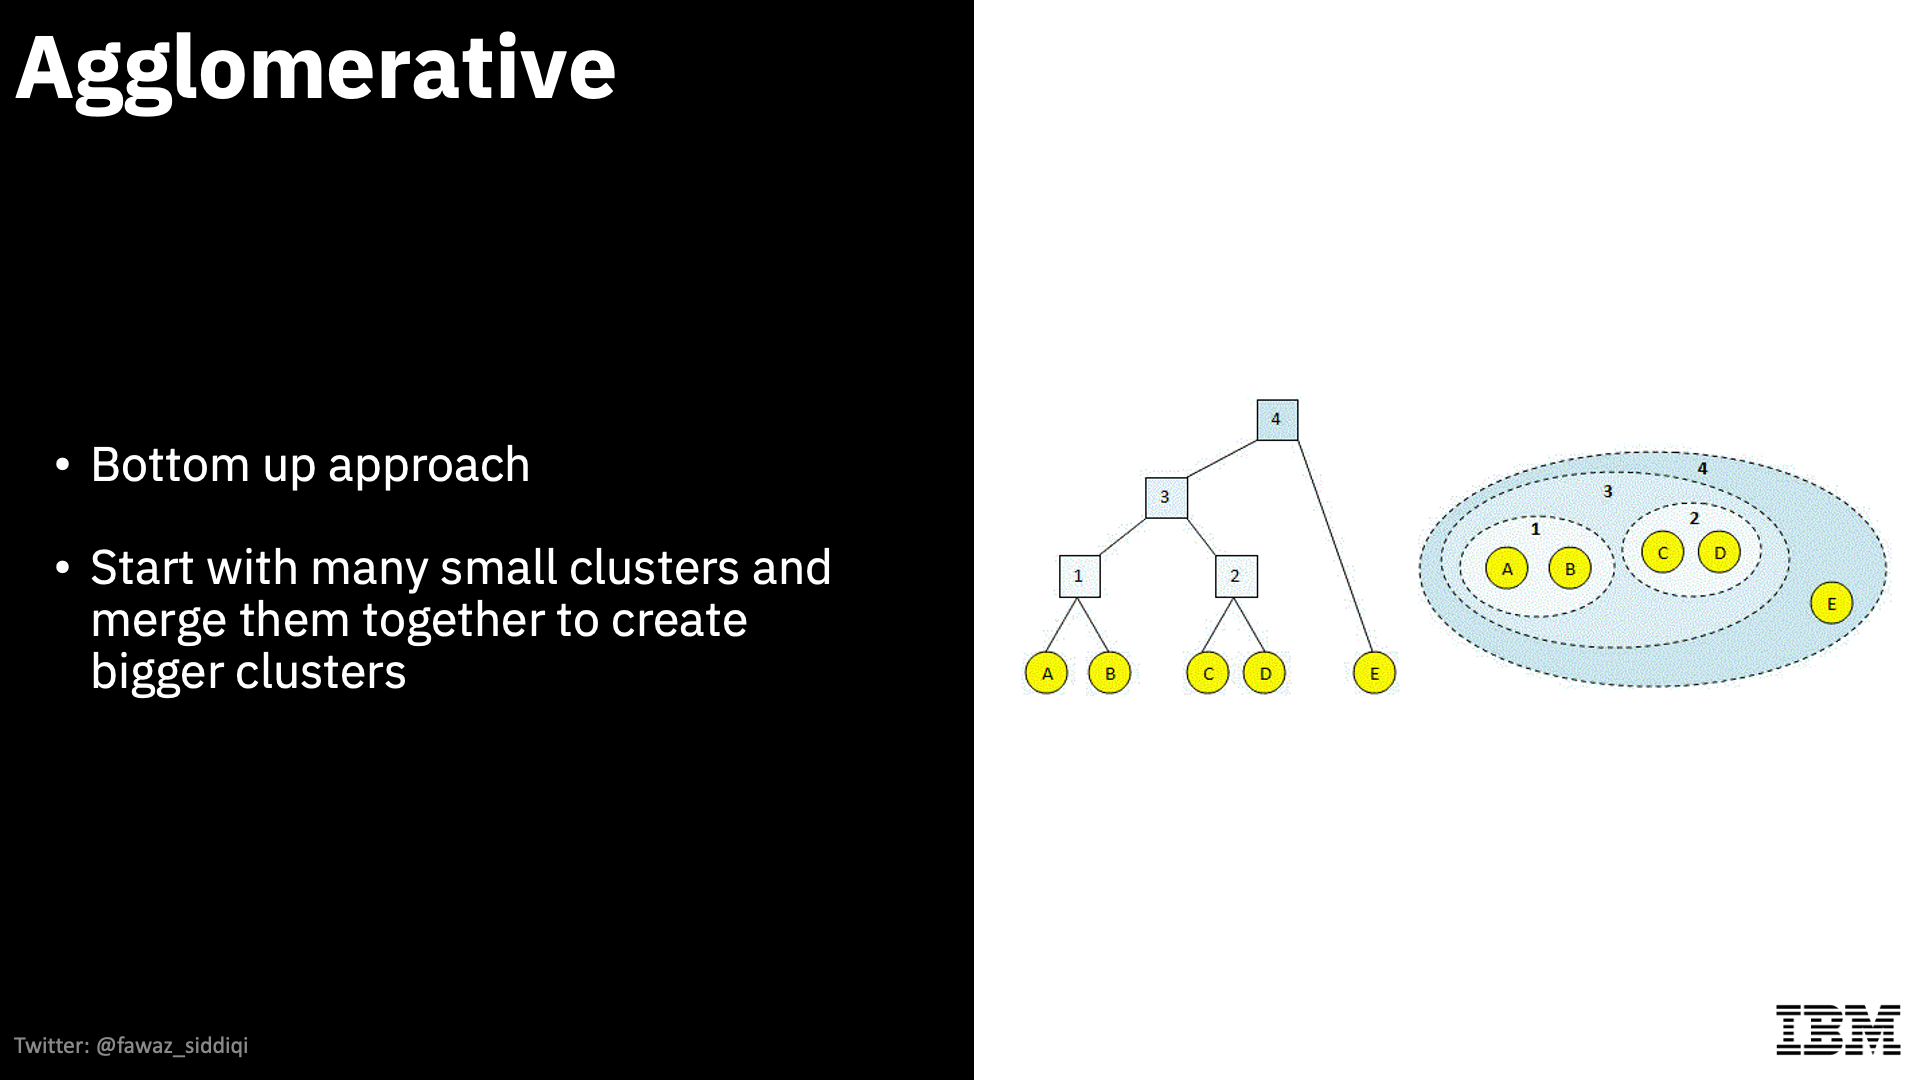 Agglomerative
• Bottom up approach
• Start with many small clusters and
merge them together to create
bigger clusters
Twitter: @fawaz_siddiqi
4
3
1
2
A
B
C
D
E
4
3
1
2
A
B
C
D
E
IBM